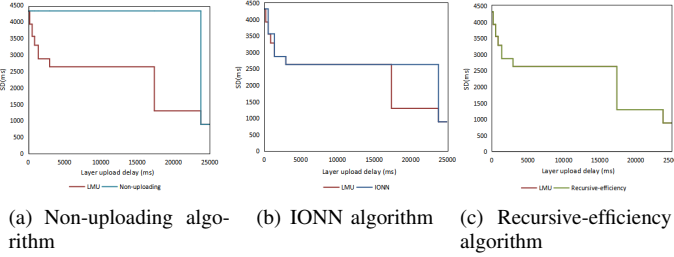 4500
4000
3500
3000
2500
2000
1500
1000
500
0
SD(ms)
0 5000 10000 15000 20000 25000
Layer upload delay (ms)
LMU Non-uploading
(a) Non-uploading algo-
rithm
4500
4000
3500
3000
2500
2000
1500
1000
500
0
SD(ms)
0 5000 10000 15000 20000 25000
Layer upload delay (ms)
LMU IONN
(b) IONN algorithm
4500
4000
3500
3000
2500
2000
1500
1000
500
0
SD(ms)
0 5000 10000 15000 20000 25000
Layer upload delay (ms)
LMU Recursive-efficiency
(c) Recursive-efficiency
algorithm